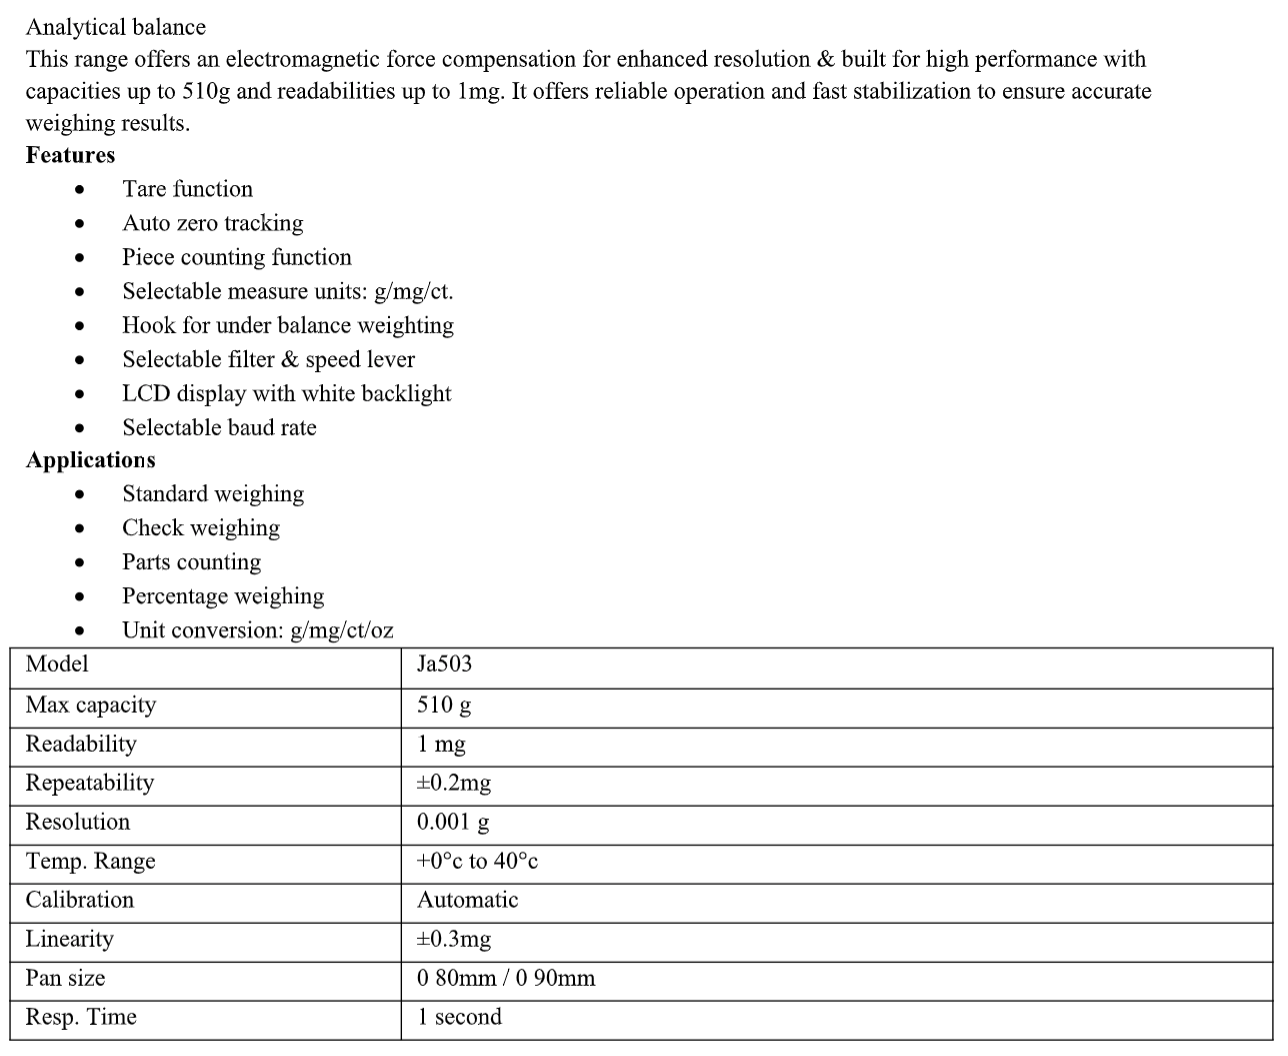 Analytical balance
This range offers an electromagnetic force compensation for enhanced resolution & built for high performance with
capacities up to 510g and readabilities up to 1mg. It offers reliable operation and fast stabilization to ensure accurate
weighing results.
Features
• Tare function
• Auto zero tracking
• Piece counting function
• Selectable measure units: g/mg/ct.
• Hook for under balance weighting
• Selectable filter & speed lever
• LCD display with white backlight
• Selectable baud rate
Applications
• Standard weighing
• Check weighing
• Parts counting
• Percentage weighing
• Unit conversion: g/mg/ct/oz
Model Ja503
Max capacity 510 g
Readability 1 mg
Repeatability ±0.2mg
Resolution 0.001 g
Temp. Range +0°c to 40°c
Calibration Automatic
Linearity ±0.3mg
Pan size 0 80mm / 0 90mm
Resp. Time 1 second